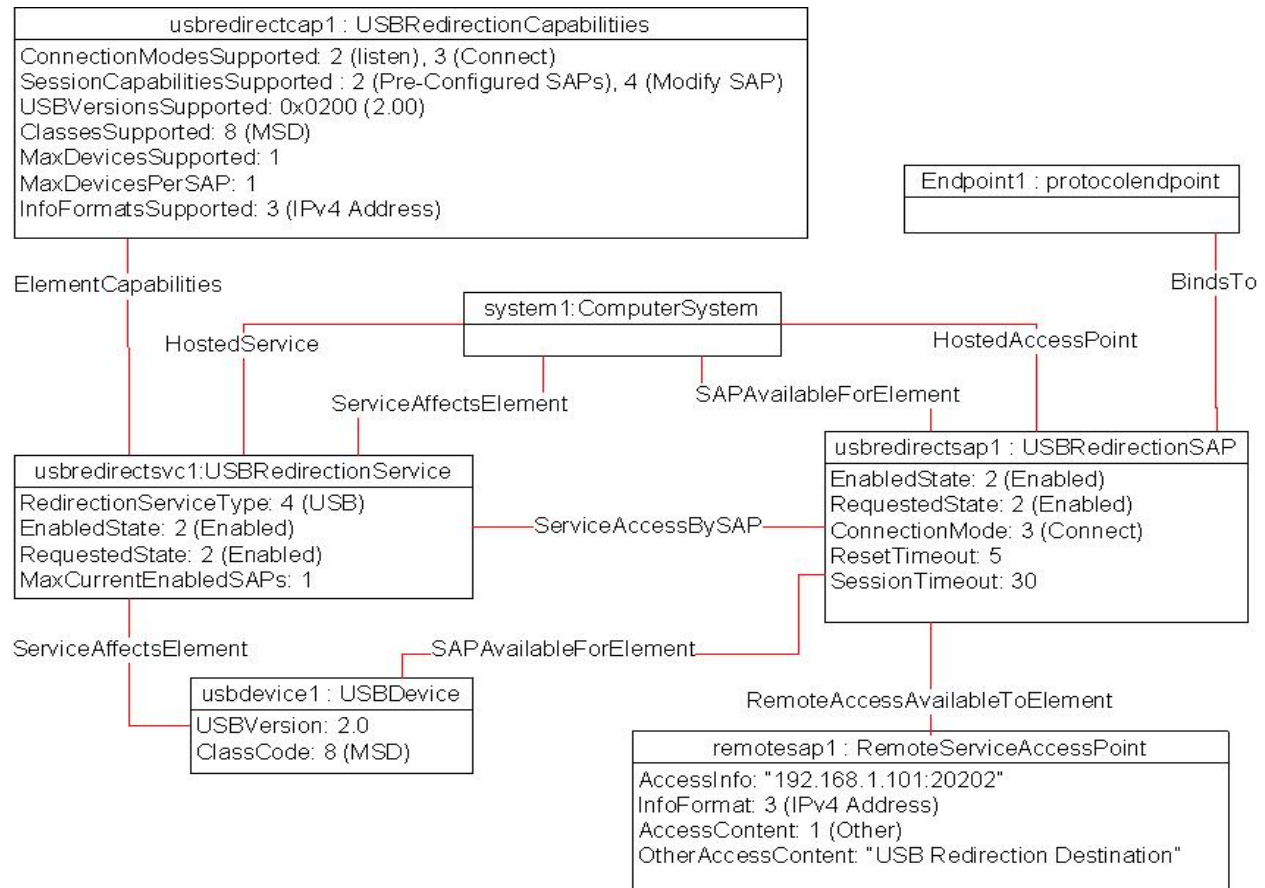 usbredirectcap1 : USBRedirectionCapabilitiies
ConnectionModesSupported: 2 (listen), 3 (Connect)
SessionCapabilitiesSupported : 2 (Pre-Configured SAPs), 4 (Modify SAP)
USBVersionsSupported: 0x0200 (2.00)
ClassesSupported: 8 (MSD)
MaxDevicesSupported: 1
MaxDevicesPerSAP: 1
InfoFormatsSupported: 3 (IPv4 Address)
Endpoint1 : protocolendpoint
ElementCapabilities
BindsTo
system1:ComputerSystem
HostedService
HostedAccessPoint
ServiceAffectsElement
SAPAvailableForElement
usbredirectsvc1:USBRedirectionService
RedirectionServiceType: 4 (USB)
EnabledState: 2 (Enabled)
RequestedState: 2 (Enabled)
MaxCurrentEnabledSAPs: 1
ServiceAccessBySAP
usbredirectsap1 : USBRedirectionSAP
EnabledState: 2 (Enabled)
RequestedState: 2 (Enabled)
ConnectionMode: 3 (Connect)
ResetTimeout: 5
SessionTimeout: 30
ServiceAffectsElement
SAPAvailableForElement
usbdevice1 : USBDevice
USBVersion: 2.0
ClassCode: 8 (MSD)
RemoteAccessAvailableToElement
remotesap1 : RemoteServiceAccessPoint
AccessInfo: "192.168.1.101:20202"
InfoFormat: 3 (IPv4 Address)
AccessContent: 1 (Other)
OtherAccessContent: "USB Redirection Destination"